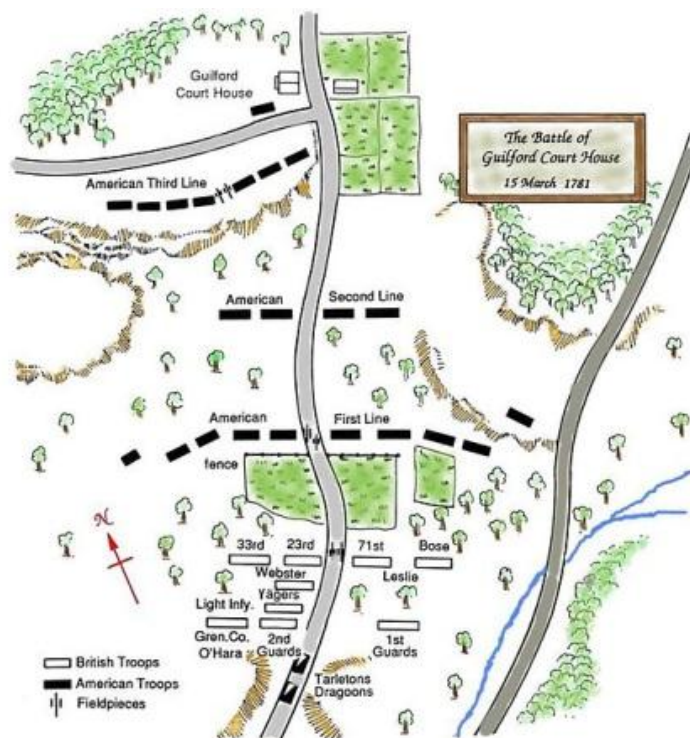 Guilford
Court House
The Battle of
Guilford Court House
15 March 1781
American Third Line
American Second Line
American First Line
fence
N
33rd 23rd 71st Bose
Webster Leslie
Yagers
Light Infy.
Gren.Co. 2nd 1st
O'Hara Guards Guards
British Troops
American Troops
Fieldpieces
Tarletons
Dragoons